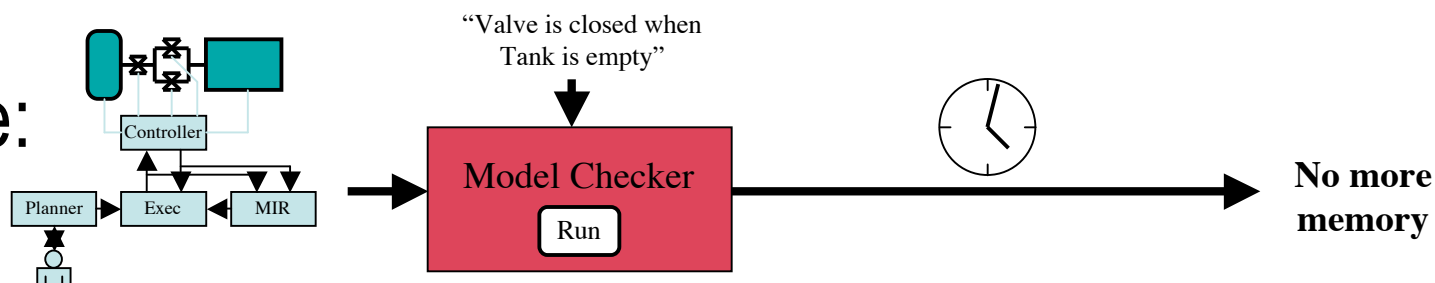 “Valve is closed when
Tank is empty”
e:
Controller
Planner
Exec
MIR
Model Checker
Run
No more
memory